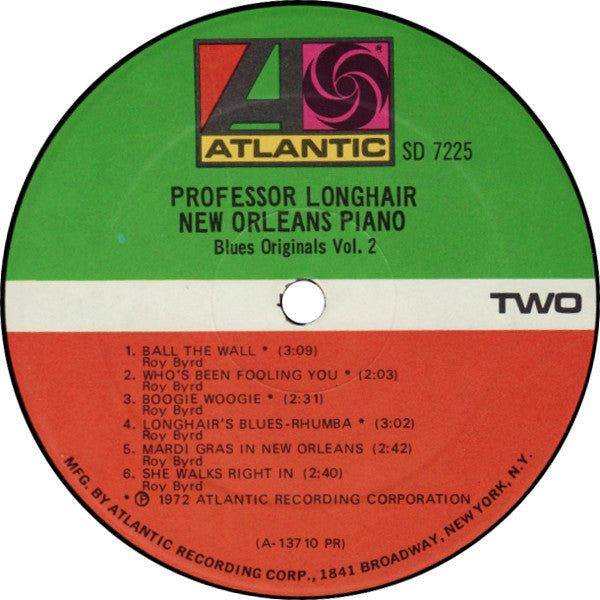 ATLANTIC
SD 7225
PROFESSOR LONGHAIR
NEW ORLEANS PIANO
Blues Originals Vol. 2
TWO
1. BALL THE WALL * (3:09)
Roy Byrd
2. WHO'S BEEN FOOLING YOU * (2:03)
Roy Byrd
3. BOOGIE WOOGIE * (2:31)
Roy Byrd
4. LONGHAIR'S BLUES-RHUMBA * (3:02)
Roy Byrd
5. MARDI GRAS IN NEW ORLEANS (2:42)
Roy Byrd
6. SHE WALKS RIGHT IN (2:40)
Roy Byrd
* ℗ 1972 ATLANTIC RECORDING CORPORATION
(A-13710 PR)
MFG. BY ATLANTIC RECORDING CORP., 1841 BROADWAY, NEW YORK, N.Y.